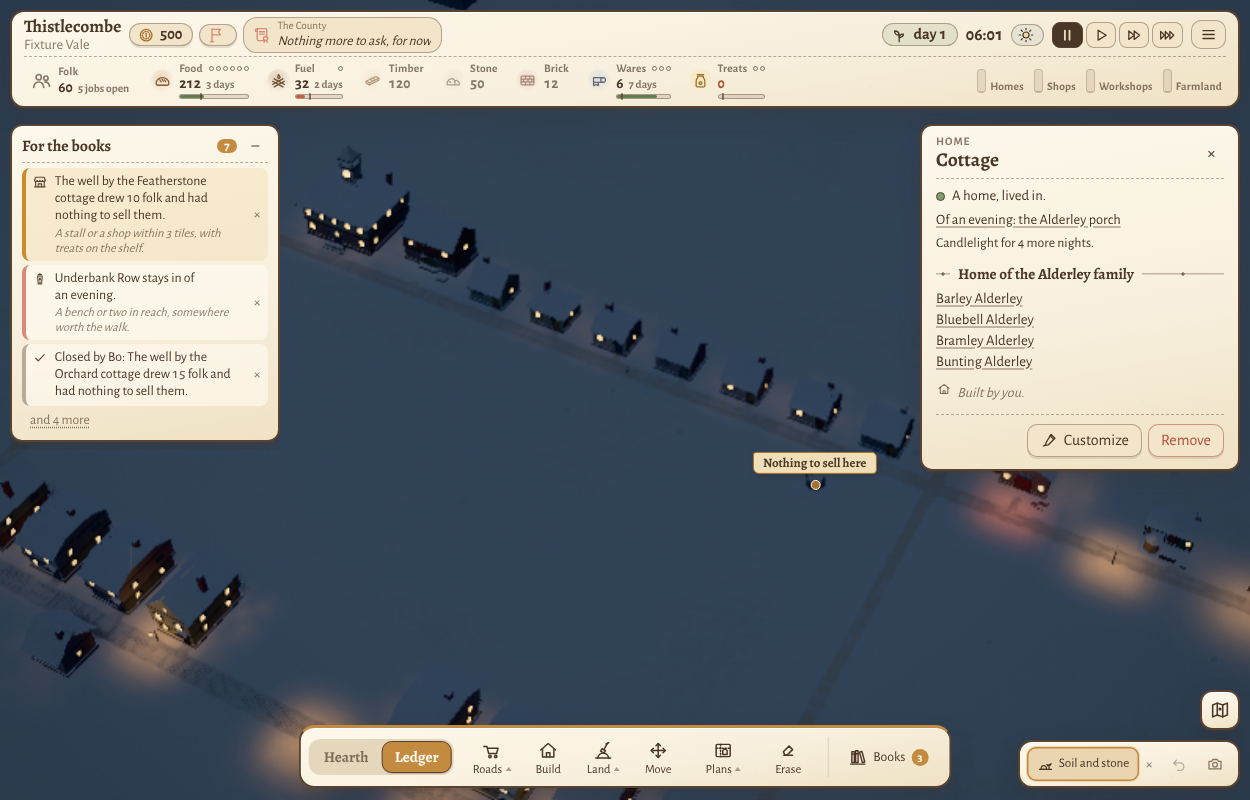 Thistlecombe
Fixture Vale
500
The County
Nothing more to ask, for now
day 1
06:01
Folk
60 5 jobs open
Food
212 3 days
Fuel
32 2 days
Timber
120
Stone
50
Brick
12
Wares
6 7 days
Treats
0
Homes
Shops
Workshops
Farmland
For the books
7
The well by the Featherstone
cottage drew 10 folk and had
nothing to sell them.
A stall or a shop within 3 tiles, with
treats on the shelf.
Underbank Row stays in of
an evening.
A bench or two in reach, somewhere
worth the walk.
Closed by Bo: The well by the
Orchard cottage drew 15 folk and
had nothing to sell them.
and 4 more
HOME
Cottage
A home, lived in.
Of an evening: the Alderley porch
Candlelight for 4 more nights.
Home of the Alderley family
Barley Alderley
Bluebell Alderley
Bramley Alderley
Bunting Alderley
Built by you.
Customize
Remove
Nothing to sell here
Hearth
Ledger
Roads
Build
Land
Move
Plans
Erase
Books
3
Soil and stone